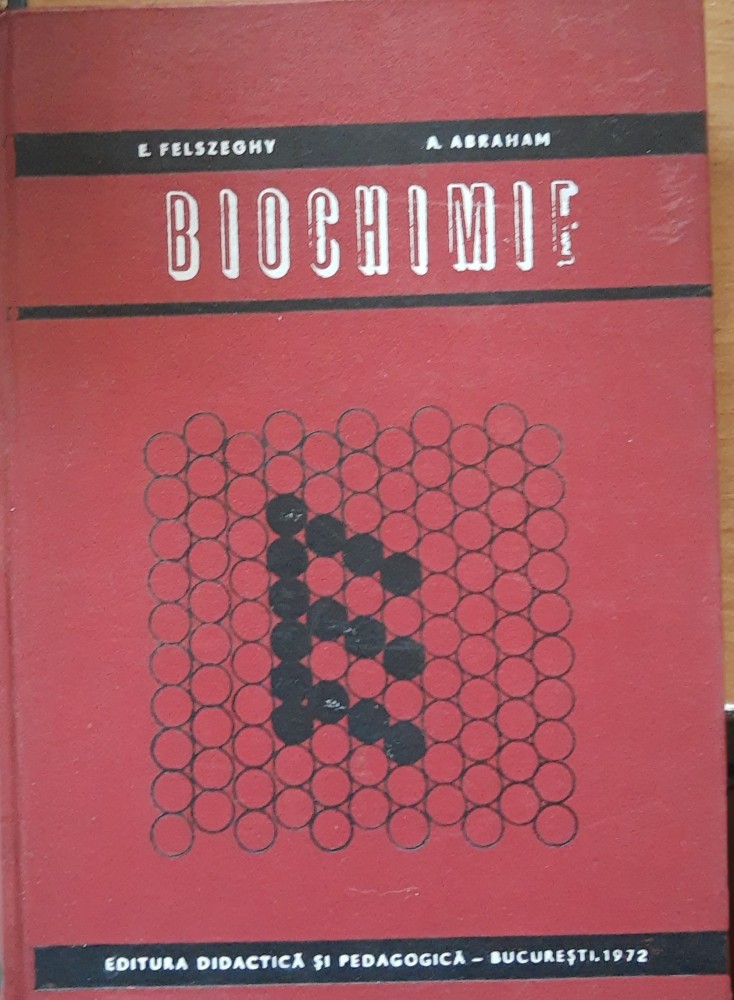 E. FELSZEGHY A. ABRAHAM
BIOCHIMIE
EDITURA DIDACTICĂ ŞI PEDAGOGICĂ – BUCUREŞTI.1972